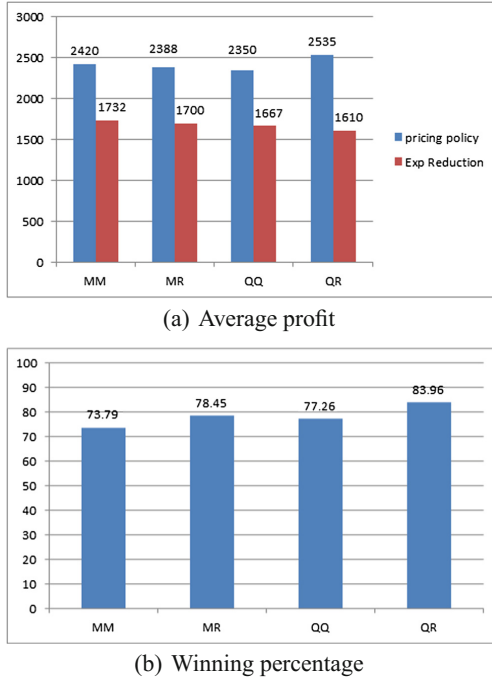 3000
2500
2000
1500
1000
500
0
2420
1732
2388
1700
2350
1667
2535
1610
MM
MR
QQ
QR
pricing policy
Exp Reduction
(a) Average profit
100
90
80
70
60
50
40
30
20
10
0
73.79
78.45
77.26
83.96
MM
MR
QQ
QR
(b) Winning percentage